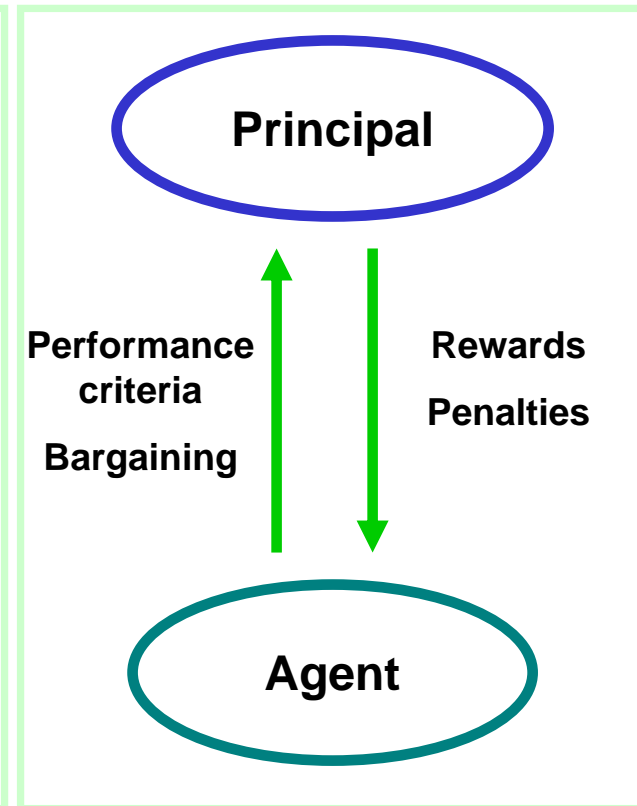 Principal
Performance
criteria
Bargaining
Rewards
Penalties
Agent